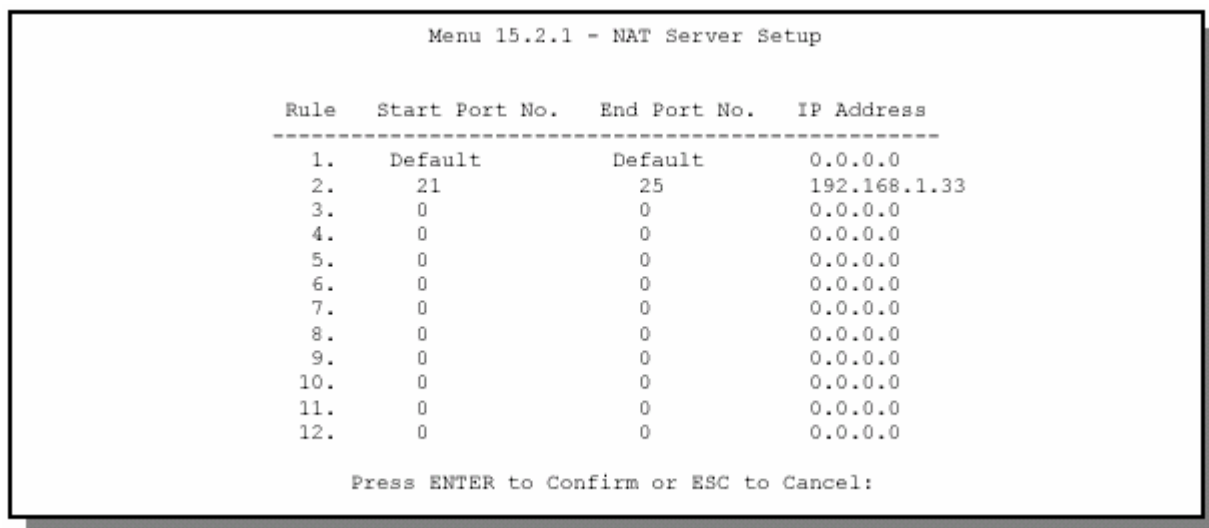 Menu 15.2.1 - NAT Server Setup
Rule Start Port No. End Port No. IP Address
---------------------------------------------------
1. Default Default 0.0.0.0
2. 21 25 192.168.1.33
3. 0 0 0.0.0.0
4. 0 0 0.0.0.0
5. 0 0 0.0.0.0
6. 0 0 0.0.0.0
7. 0 0 0.0.0.0
8. 0 0 0.0.0.0
9. 0 0 0.0.0.0
10. 0 0 0.0.0.0
11. 0 0 0.0.0.0
12. 0 0 0.0.0.0
Press ENTER to Confirm or ESC to Cancel: